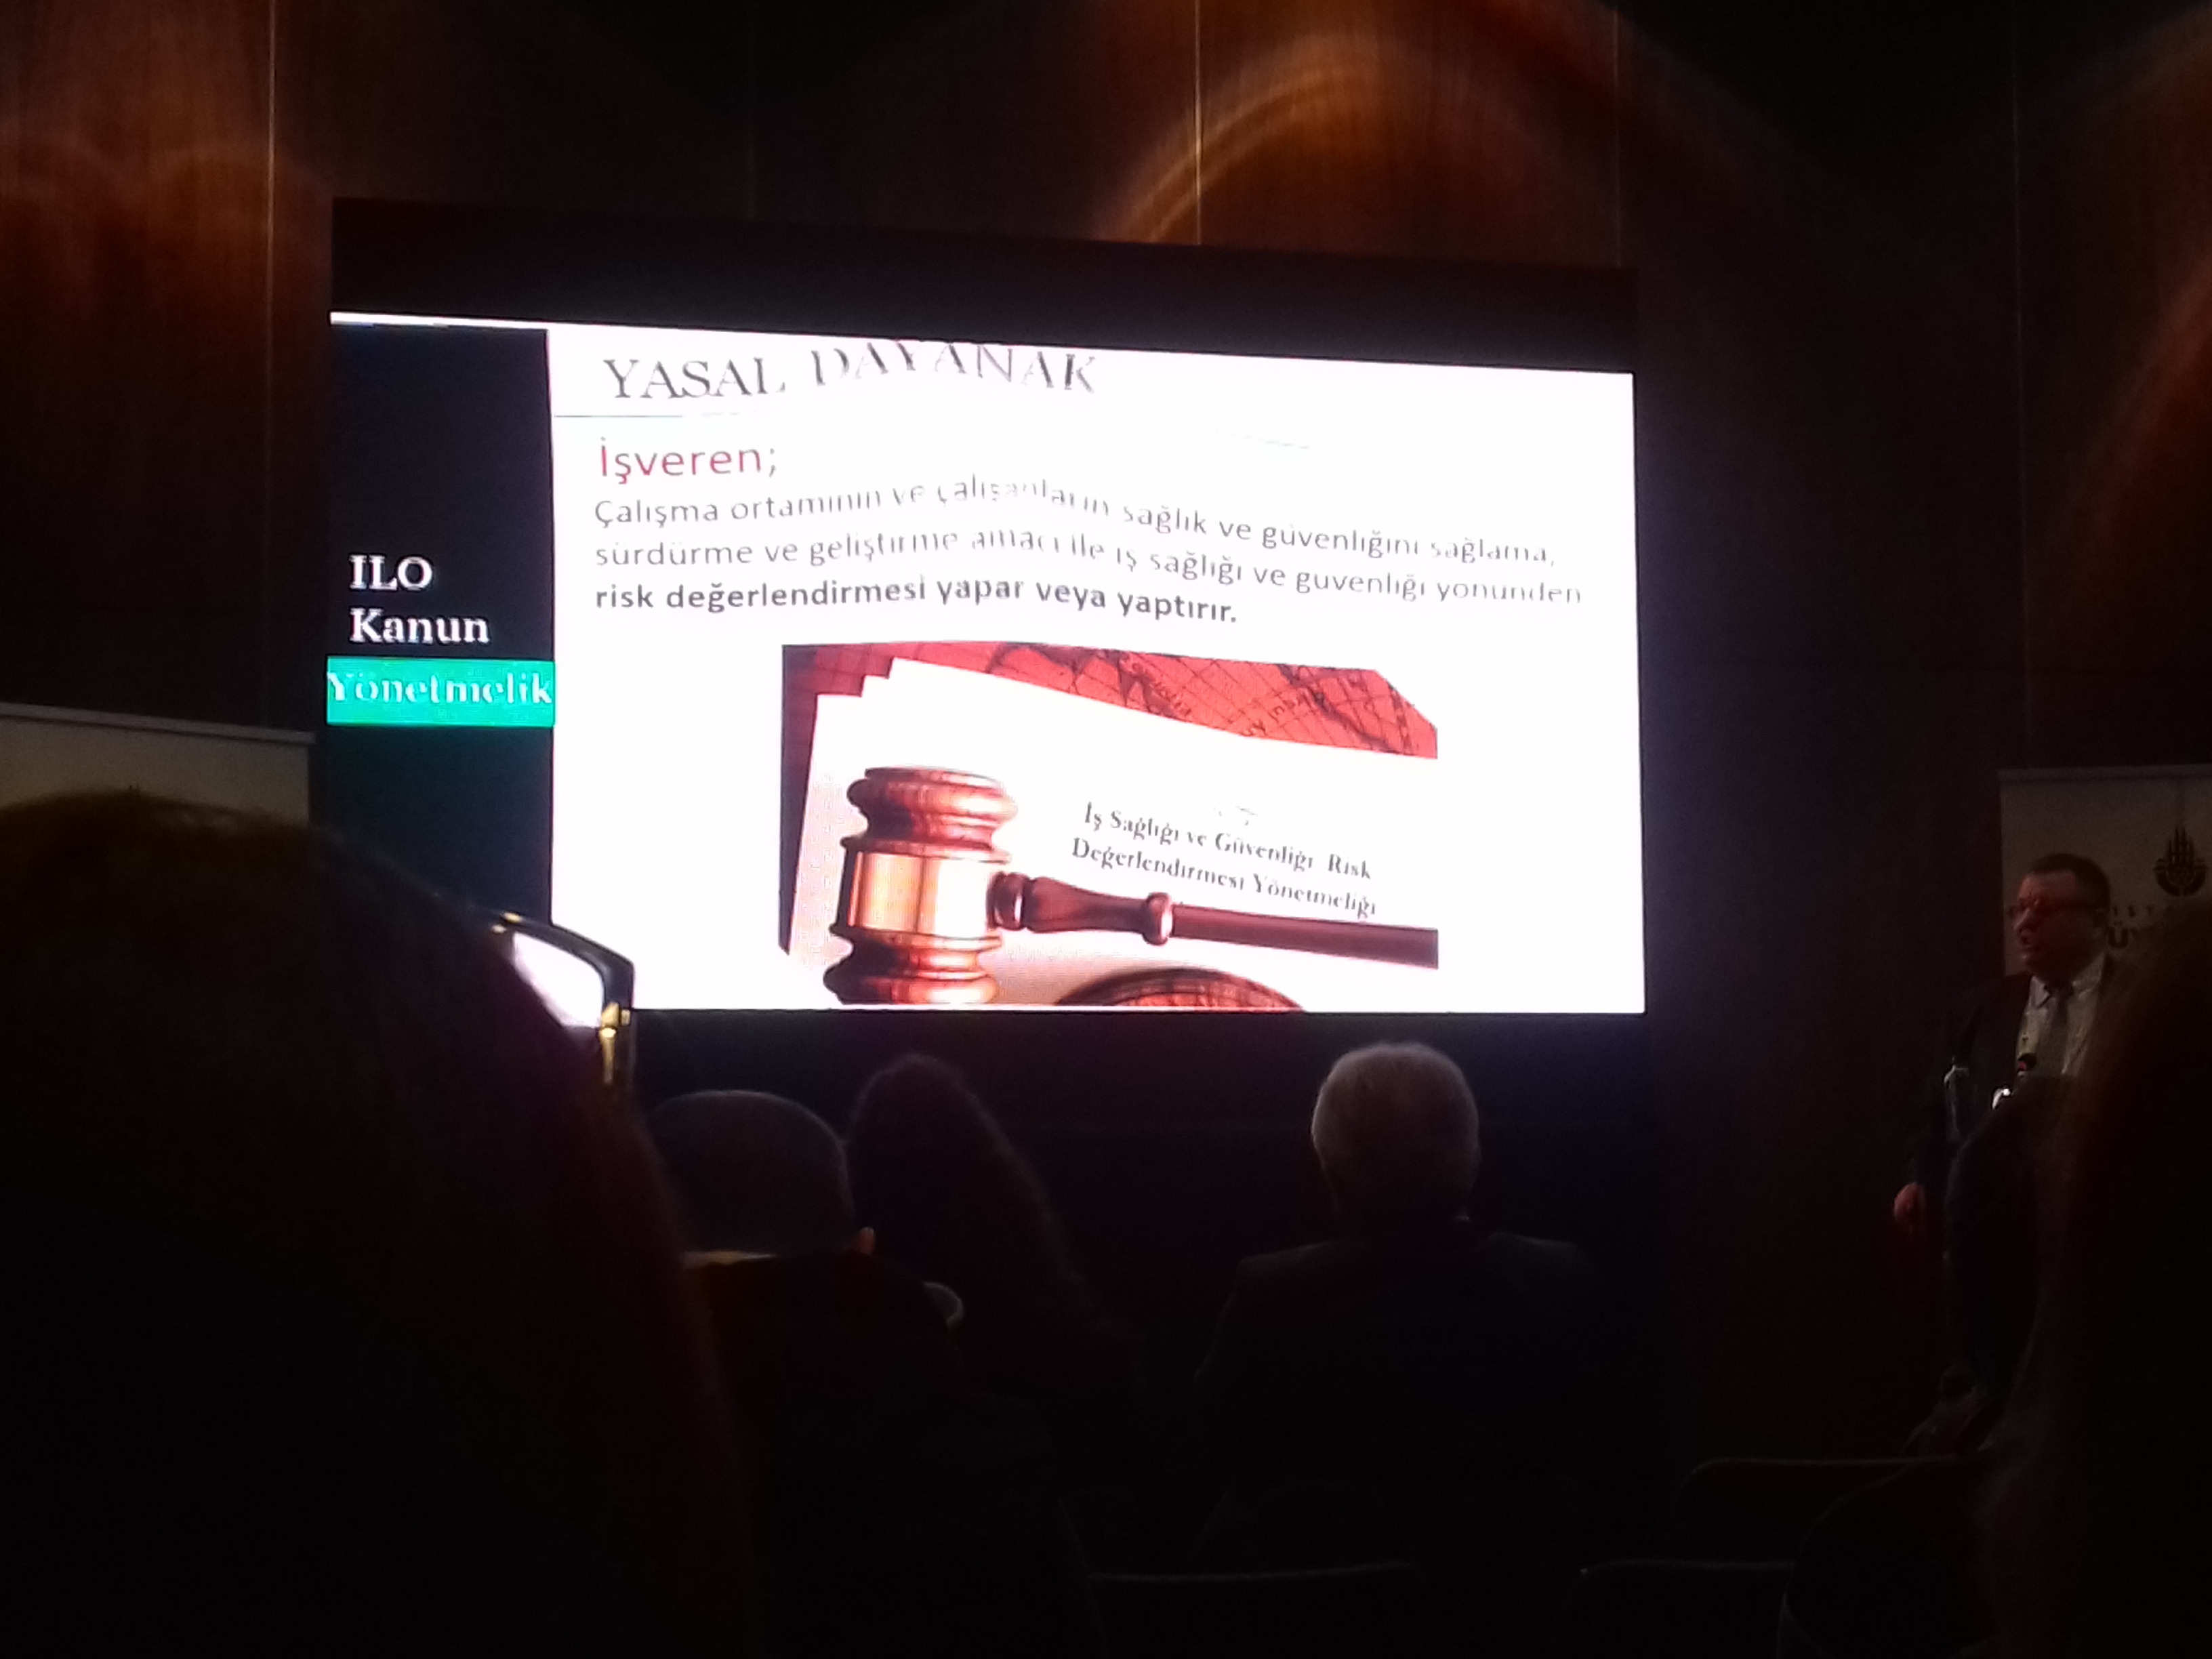 YASAL DAYANAK
İşveren;
Çalışma ortamının ve çalışanların sağlık ve güvenliğini sağlama,
sürdürme ve geliştirme amacı ile iş sağlığı ve güvenliği yönünden
risk değerlendirmesi yapar veya yaptırır.
ILO
Kanun
Yönetmelik
İş Sağlığı ve Güvenliği Risk
Değerlendirmesi Yönetmeliği